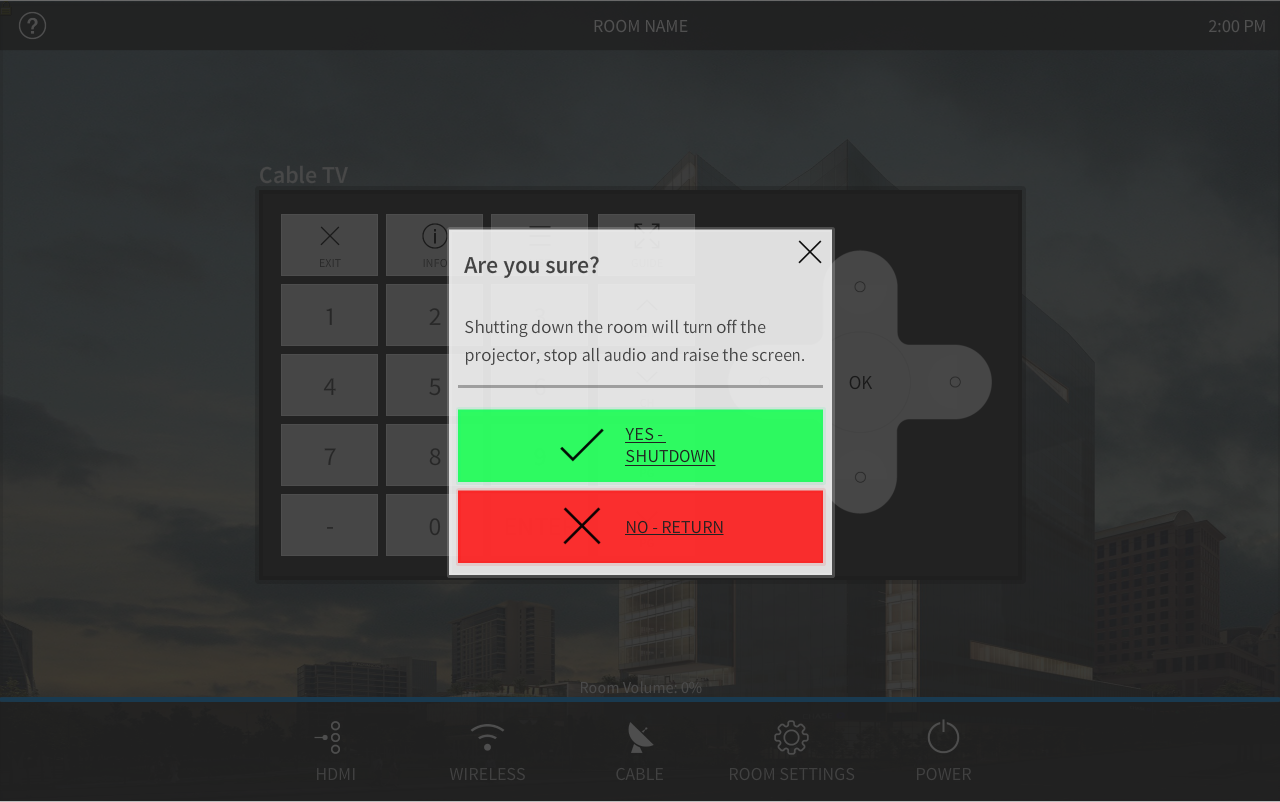 ROOM NAME
2:00 PM
Cable TV
EXIT
INFO
1
2
4
5
7
8
-
0
OK
Are you sure?
Shutting down the room will turn off the
projector, stop all audio and raise the screen.
YES -
SHUTDOWN
NO - RETURN
Room Volume: 0%
HDMI
WIRELESS
CABLE
ROOM SETTINGS
POWER